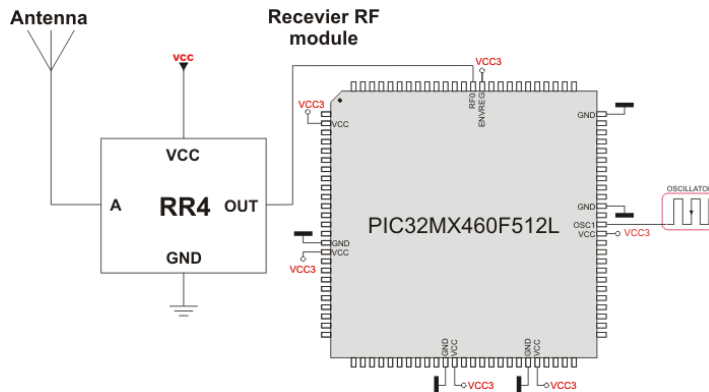 Antenna
Recevier RF
module
vcc
VCC3
RF0
ENVREG
VCC3
VCC
GND
VCC
A
RR4
OUT
GND
OSCILLATOR
GND
PIC32MX460F512L
OSC1
VCC
VCC3
GND
VCC
VCC3
GND
VCC
VCC3
GND
VCC
VCC3